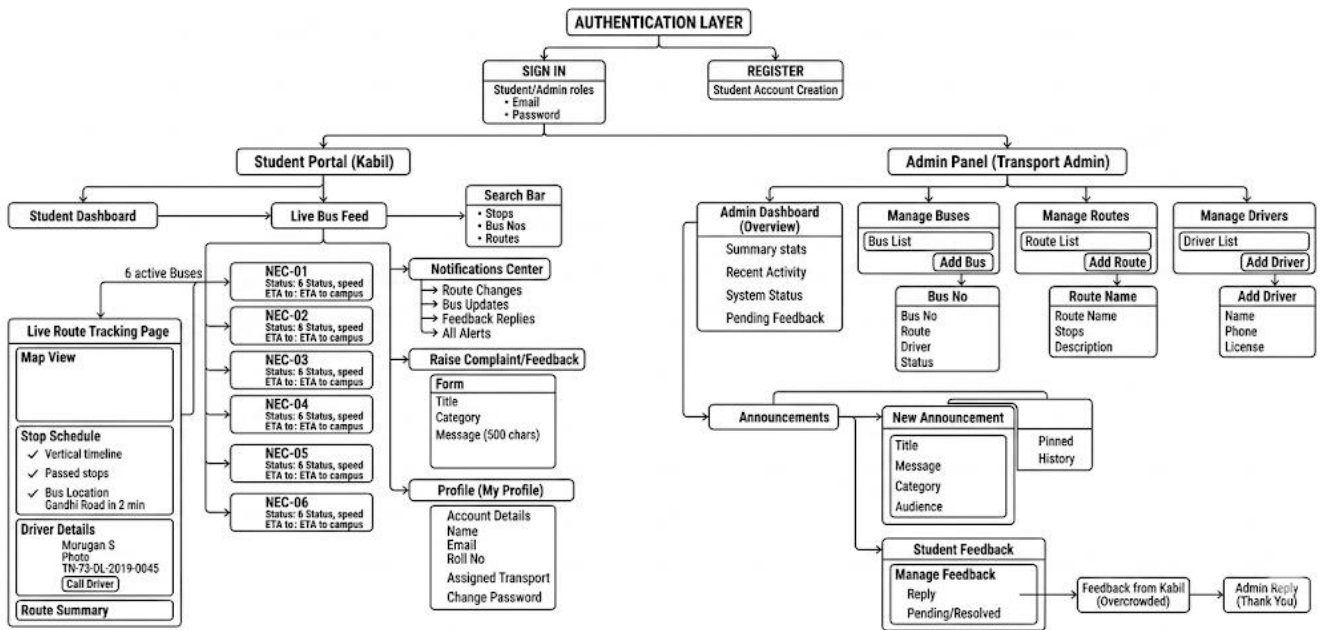 AUTHENTICATION LAYER
SIGN IN
Student/Admin roles
• Email
• Password
REGISTER
Student Account Creation
Student Portal (Kabil)
Student Dashboard
Live Bus Feed
Search Bar
• Stops
• Bus Nos
• Routes
6 active Buses
NEC-01
Status: 6 Status, speed
ETA to: ETA to campus
NEC-02
Status: 6 Status, speed
ETA to: ETA to campus
NEC-03
Status: 6 Status, speed
ETA to: ETA to campus
NEC-04
Status: 6 Status, speed
ETA to: ETA to campus
NEC-05
Status: 6 Status, speed
ETA to: ETA to campus
NEC-06
Status: 6 Status, speed
ETA to: ETA to campus
Live Route Tracking Page
Map View
Stop Schedule
✓ Vertical timeline
✓ Passed stops
✓ Bus Location
Gandhi Road in 2 min
Driver Details
Morugan S
Photo
TN-73-DL-2019-0045
Call Driver
Route Summary
Notifications Center
Route Changes
Bus Updates
Feedback Replies
All Alerts
Raise Complaint/Feedback
Form
Title
Category
Message (500 chars)
Profile (My Profile)
Account Details
Name
Email
Roll No
Assigned Transport
Change Password
Admin Panel (Transport Admin)
Admin Dashboard
(Overview)
Summary stats
Recent Activity
System Status
Pending Feedback
Manage Buses
Bus List
Add Bus
Bus No
Bus No
Route
Driver
Status
Manage Routes
Route List
Add Route
Route Name
Route Name
Stops
Description
Manage Drivers
Driver List
Add Driver
Add Driver
Name
Phone
License
Announcements
New Announcement
Title
Message
Category
Audience
Pinned
History
Student Feedback
Manage Feedback
Reply
Pending/Resolved
Feedback from Kabil
(Overcrowded)
Admin Reply
(Thank You)